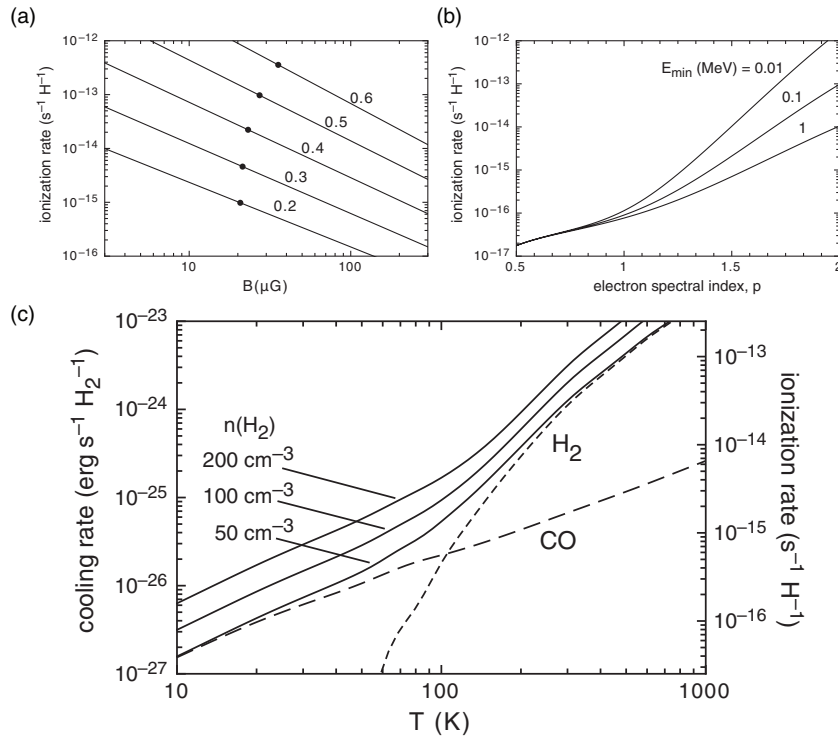 (a)
ionization rate (s⁻¹ H⁻¹)
10⁻¹²
10⁻¹³
10⁻¹⁴
10⁻¹⁵
10⁻¹⁶
0.6
0.5
0.4
0.3
0.2
10
100
B(μG)
(b)
ionization rate (s⁻¹ H⁻¹)
10⁻¹²
10⁻¹³
10⁻¹⁴
10⁻¹⁵
10⁻¹⁶
10⁻¹⁷
E_min (MeV) = 0.01
0.1
1
0.5
1
1.5
2
electron spectral index, p
(c)
cooling rate (erg s⁻¹ H₂⁻¹)
10⁻²³
10⁻²⁴
10⁻²⁵
10⁻²⁶
10⁻²⁷
n(H₂)
200 cm⁻³
100 cm⁻³
50 cm⁻³
H₂
CO
10⁻¹³
10⁻¹⁴
10⁻¹⁵
10⁻¹⁶
ionization rate (s⁻¹ H⁻¹)
10
100
1000
T (K)